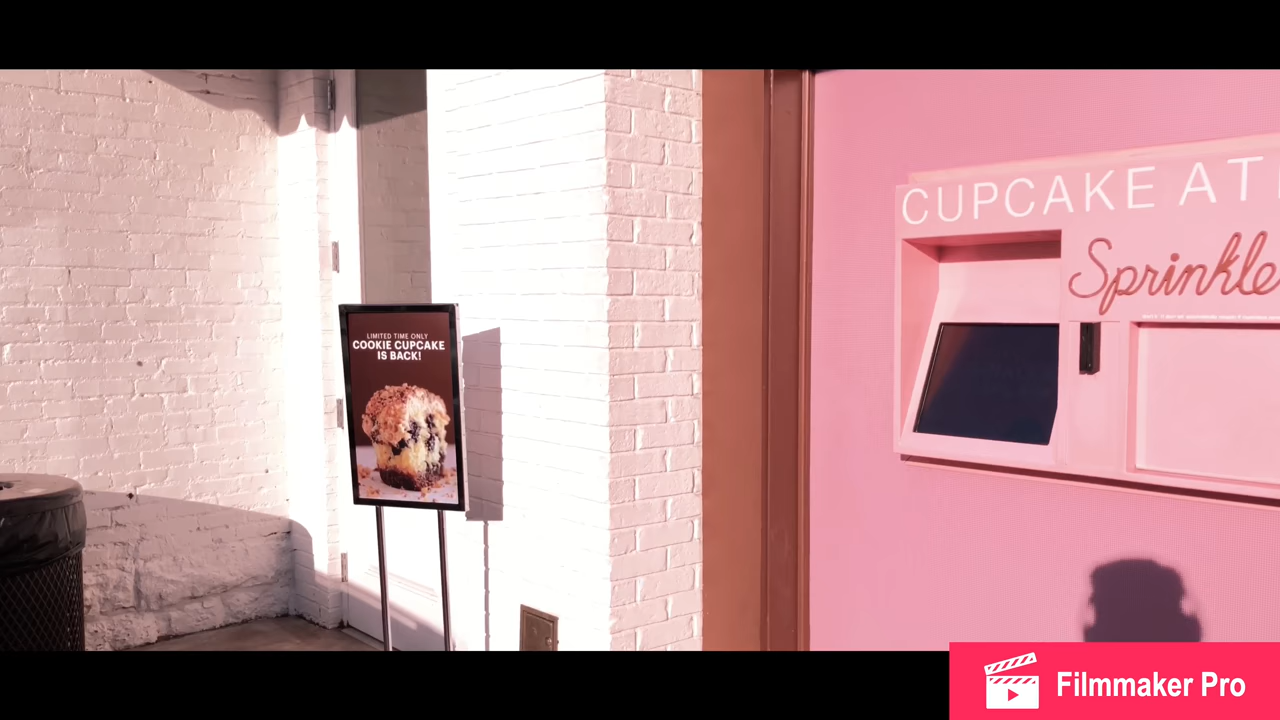 LIMITED TIME ONLY
COOKIE CUPCAKE
IS BACK!
CUPCAKE AT
Sprinkle
Filmmaker Pro